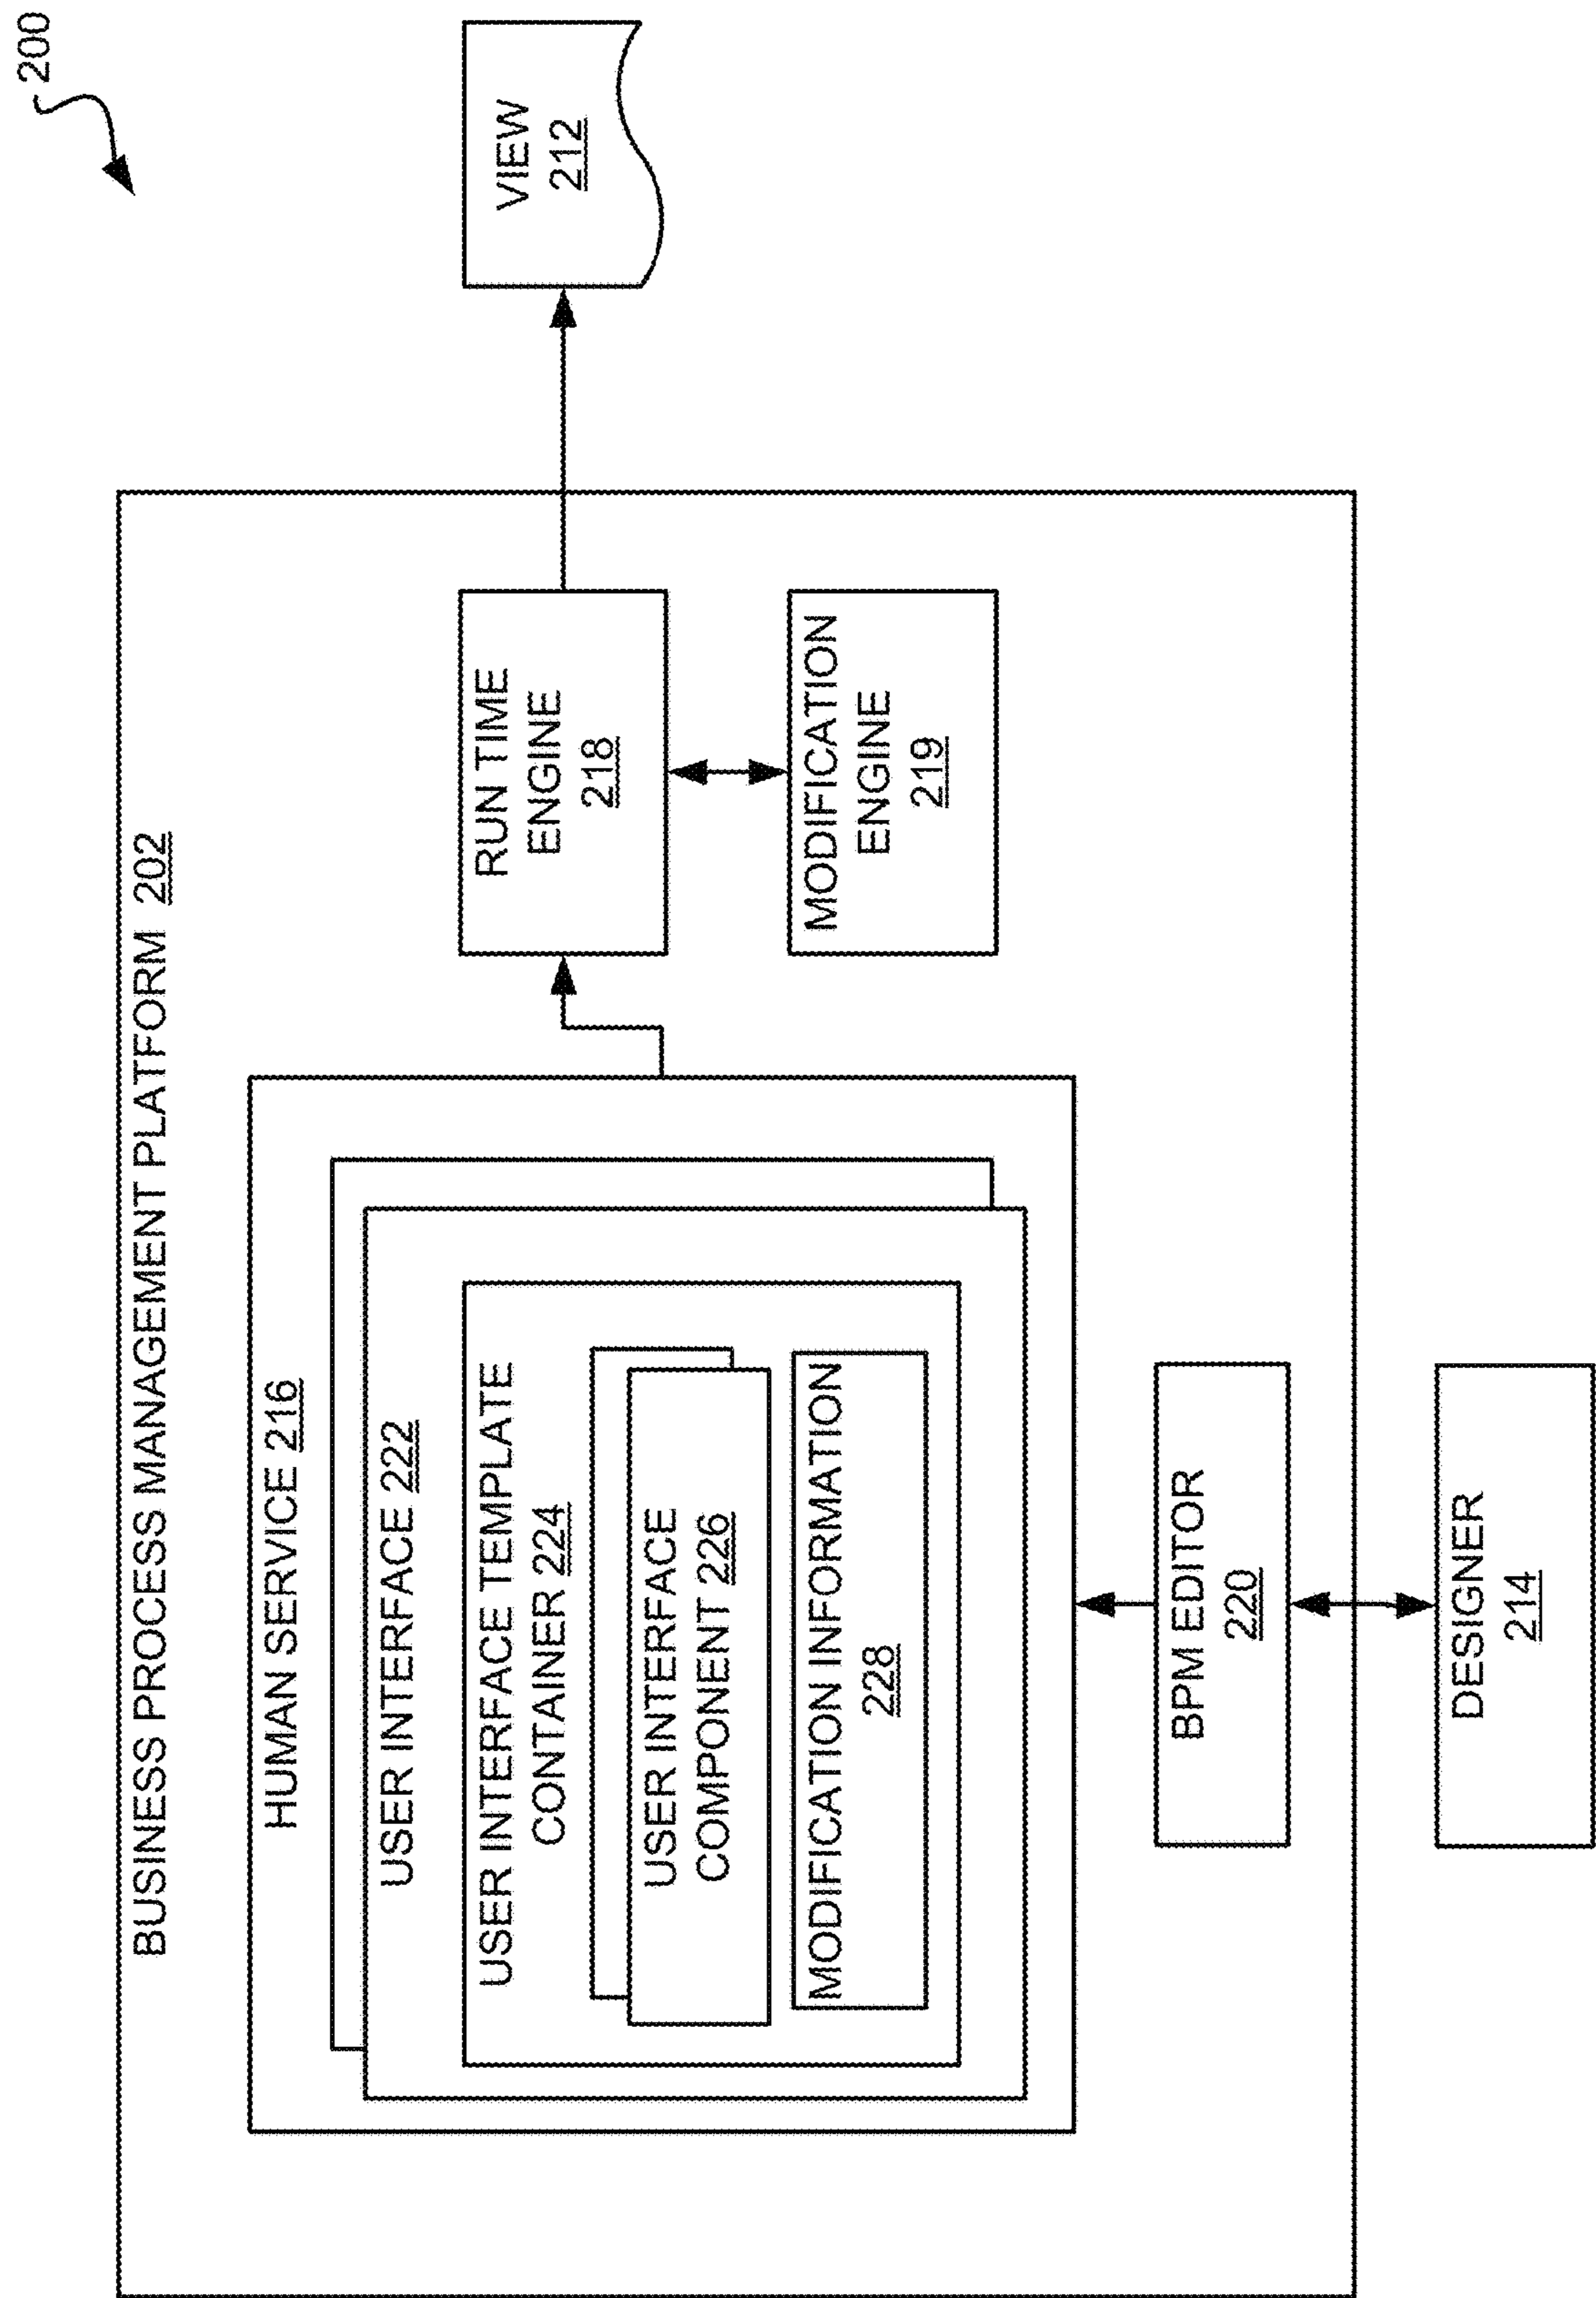 200
BUSINESS PROCESS MANAGEMENT PLATFORM 202
HUMAN SERVICE 216
USER INTERFACE 222
USER INTERFACE TEMPLATE
CONTAINER 224
USER INTERFACE
COMPONENT 226
MODIFICATION INFORMATION
228
RUN TIME
ENGINE
218
MODIFICATION
ENGINE
219
VIEW
212
BPM EDITOR
220
DESIGNER
214